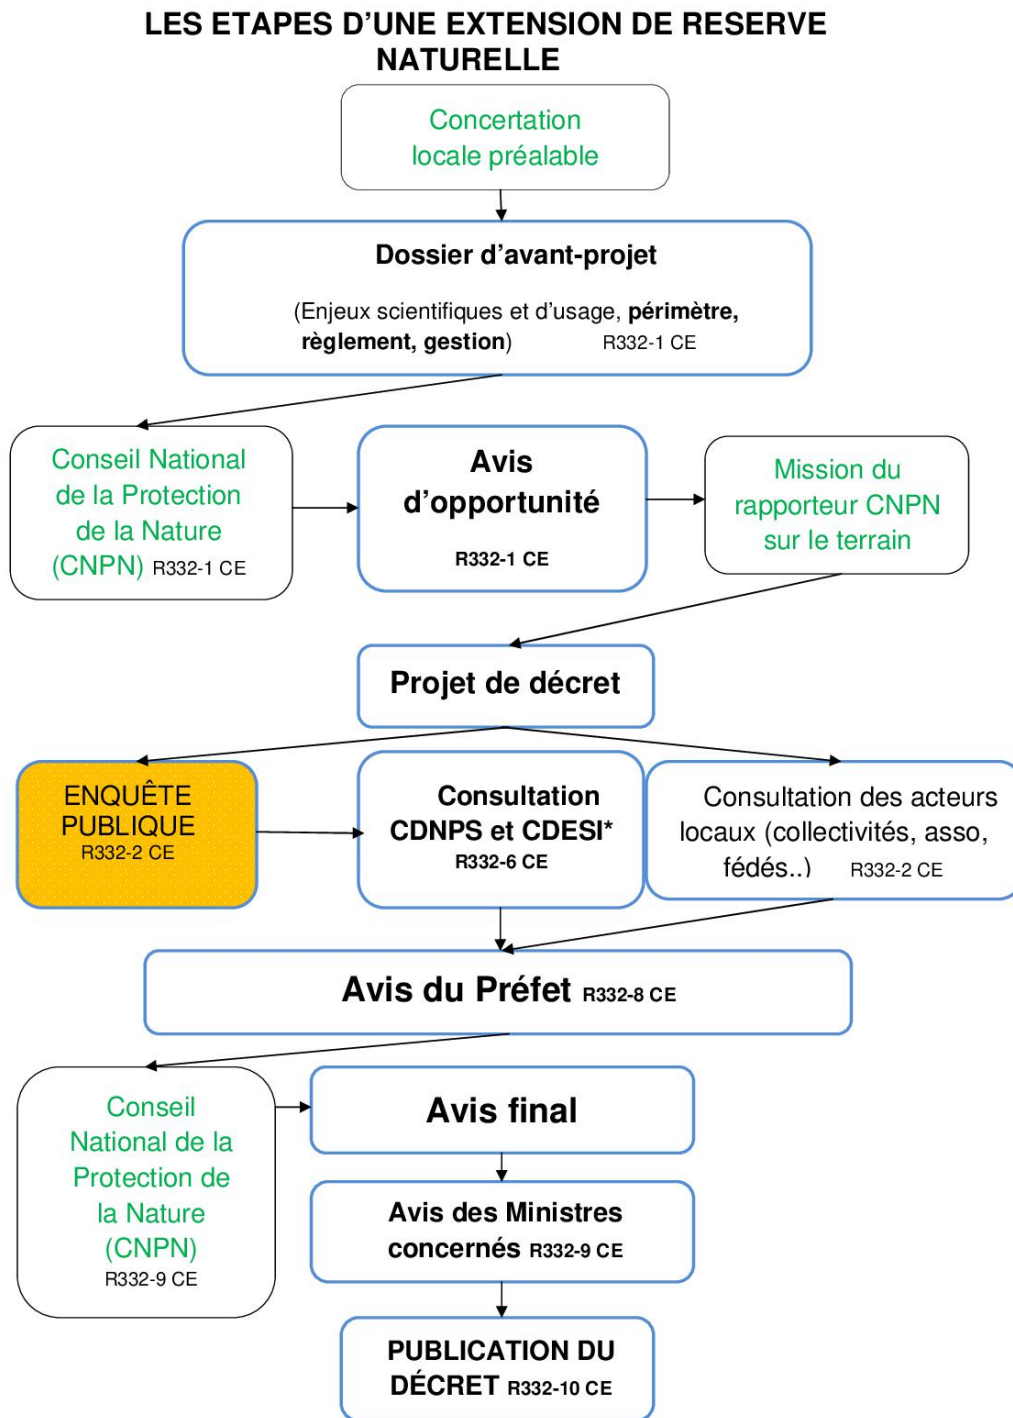 LES ETAPES D’UNE EXTENSION DE RESERVE
NATURELLE
Concertation
locale préalable
Dossier d’avant-projet
(Enjeux scientifiques et d’usage, périmètre,
règlement, gestion) R332-1 CE
Conseil National
de la Protection
de la Nature
(CNPN) R332-1 CE
Avis
d’opportunité
R332-1 CE
Mission du
rapporteur CNPN
sur le terrain
Projet de décret
ENQUÊTE
PUBLIQUE
R332-2 CE
Consultation
CDNPS et CDESI*
R332-6 CE
Consultation des acteurs
locaux (collectivités, asso,
fédés..) R332-2 CE
Avis du Préfet R332-8 CE
Conseil
National de la
Protection de
la Nature
(CNPN)
R332-9 CE
Avis final
Avis des Ministres
concernés R332-9 CE
PUBLICATION DU
DÉCRET R332-10 CE